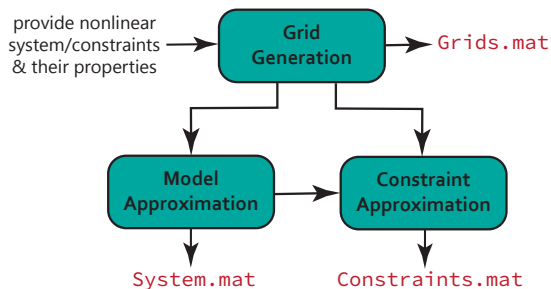 provide nonlinear
system/constraints
& their properties
Grid
Generation
Grids.mat
Model
Approximation
Constraint
Approximation
System.mat
Constraints.mat